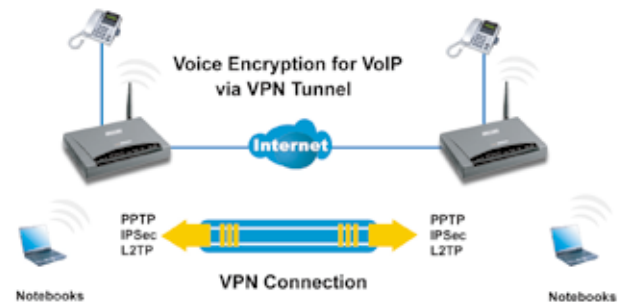 Voice Encryption for VoIP
via VPN Tunnel
Internet
PPTP
IPSec
L2TP
PPTP
IPSec
L2TP
VPN Connection
Notebooks
Notebooks